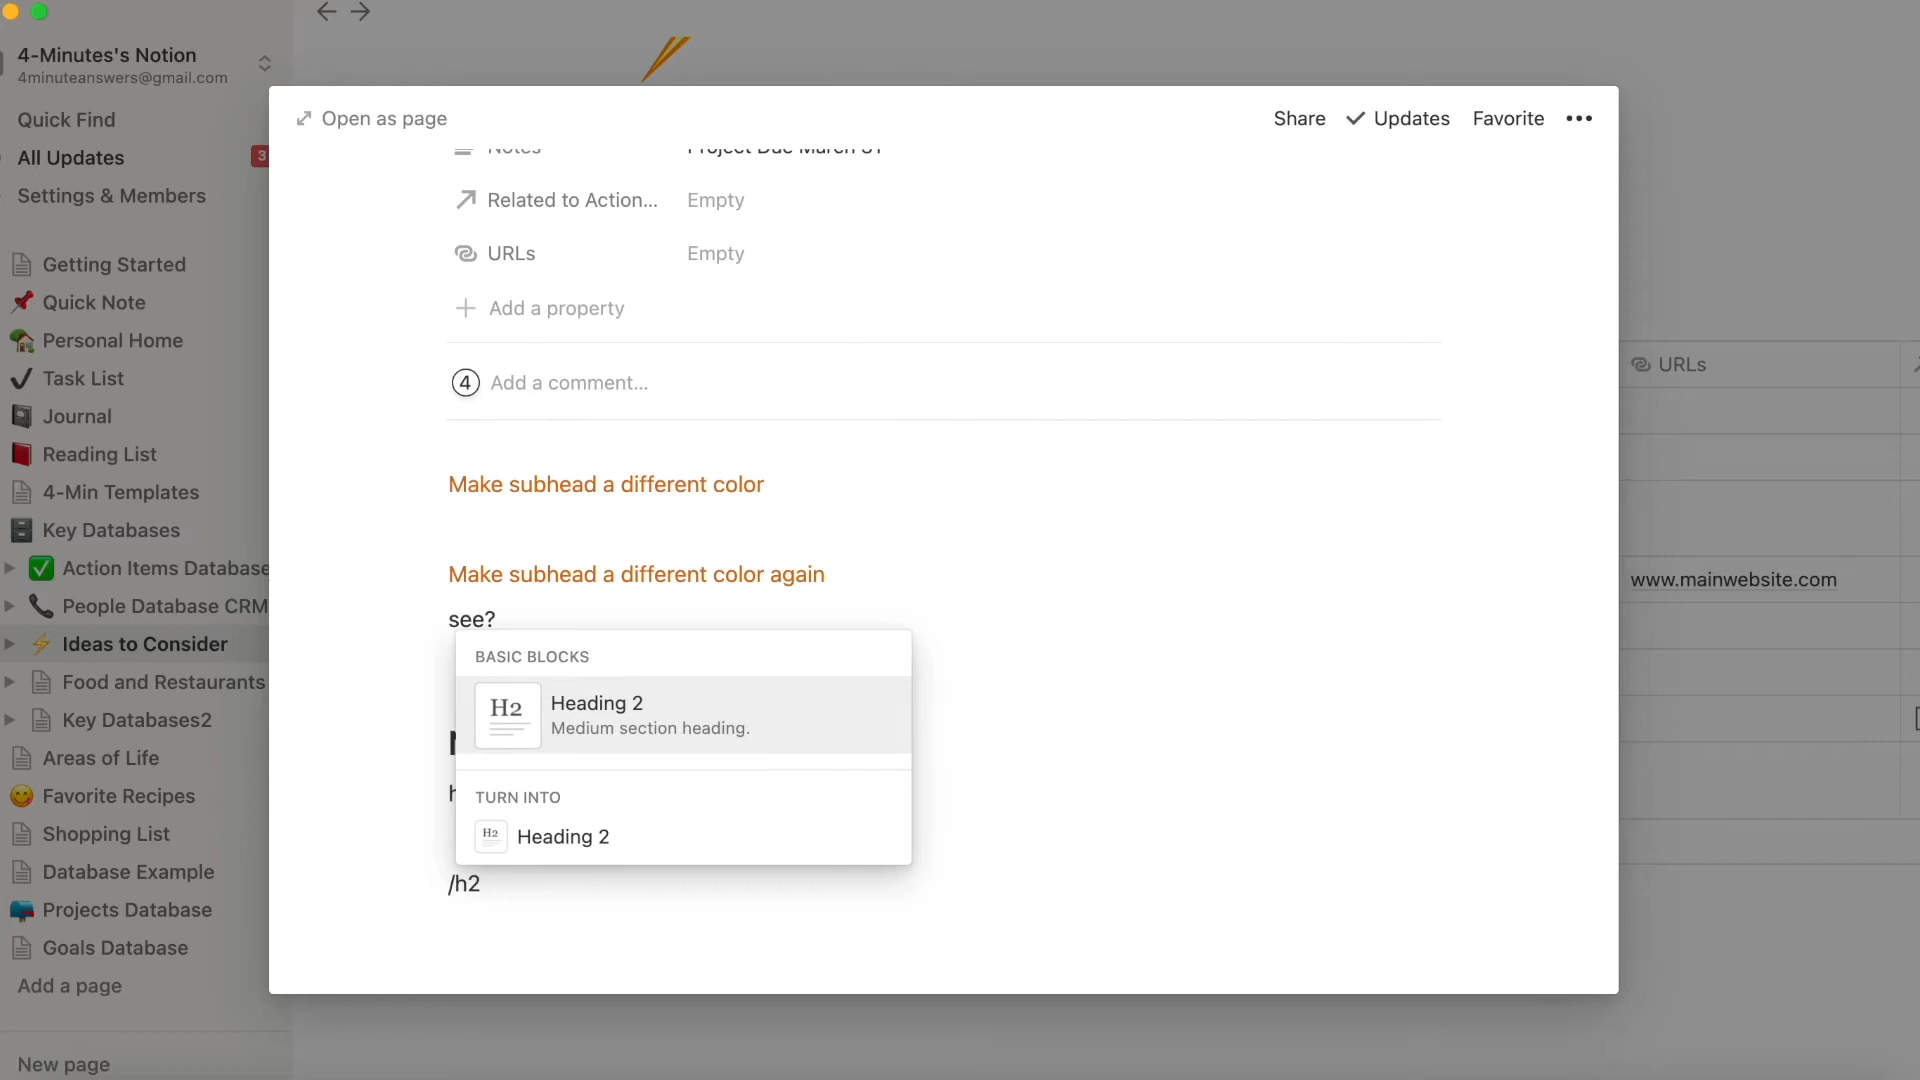 4-Minutes's Notion
4minuteanswers@gmail.com
Quick Find
All Updates
3
Settings & Members
Getting Started
Quick Note
Personal Home
Task List
Journal
Reading List
4-Min Templates
Key Databases
Action Items Database
People Database CRM
Ideas to Consider
Food and Restaurants
Key Databases2
Areas of Life
Favorite Recipes
Shopping List
Database Example
Projects Database
Goals Database
Add a page
New page
Open as page
Share
Updates
Favorite
Notes
Project Due March 31
Related to Action...
Empty
URLs
Empty
Add a property
4
Add a comment...
Make subhead a different color
Make subhead a different color again
see?
BASIC BLOCKS
H2
Heading 2
Medium section heading.
TURN INTO
H2
Heading 2
/h2
URLs
www.mainwebsite.com